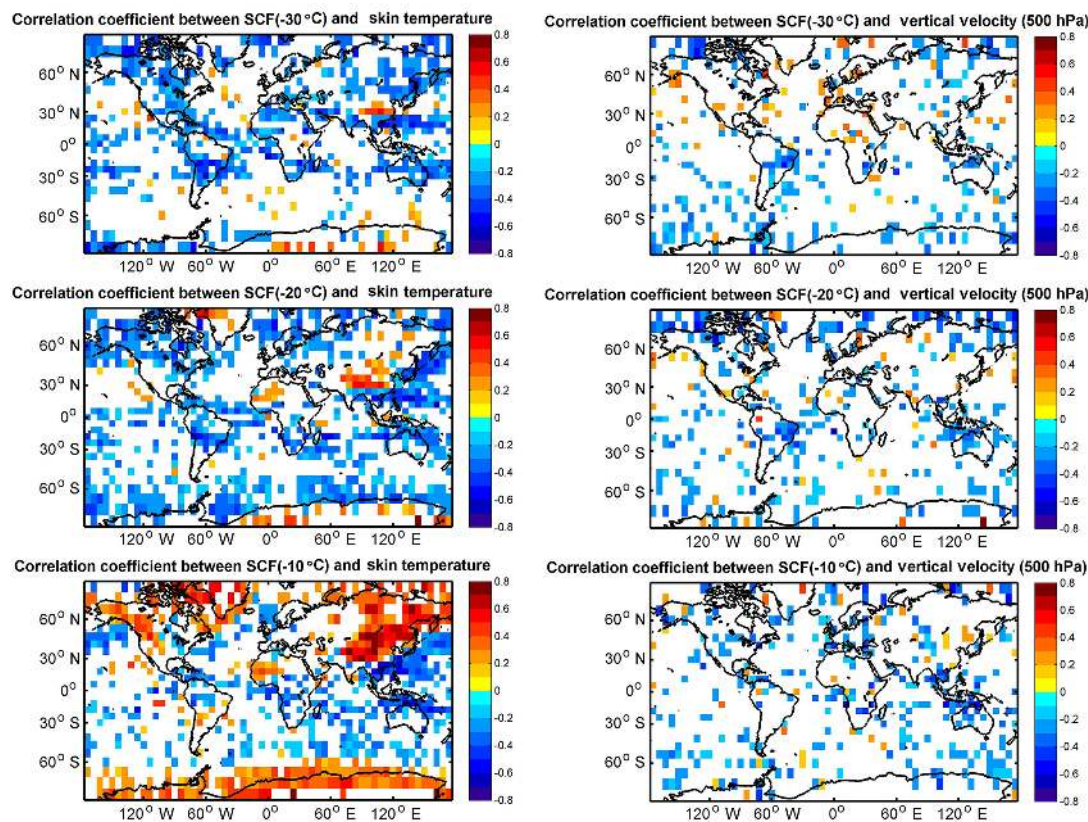 Correlation coefficient between SCF(-30 °C) and skin temperature
0.8
0.6
0.4
0.2
0
-0.2
-0.4
-0.6
-0.8
60° N
30° N
0°
30° S
60° S
120° W 60° W 0° 60° E 120° E
Correlation coefficient between SCF(-30 °C) and vertical velocity (500 hPa)
0.8
0.6
0.4
0.2
0
-0.2
-0.4
-0.6
-0.8
60° N
30° N
0°
30° S
60° S
120° W 60° W 0° 60° E 120° E
Correlation coefficient between SCF(-20 °C) and skin temperature
0.8
0.6
0.4
0.2
0
-0.2
-0.4
-0.6
-0.8
60° N
30° N
0°
30° S
60° S
120° W 60° W 0° 60° E 120° E
Correlation coefficient between SCF(-20 °C) and vertical velocity (500 hPa)
0.8
0.6
0.4
0.2
0
-0.2
-0.4
-0.6
-0.8
60° N
30° N
0°
30° S
60° S
120° W 60° W 0° 60° E 120° E
Correlation coefficient between SCF(-10 °C) and skin temperature
0.8
0.6
0.4
0.2
0
-0.2
-0.4
-0.6
-0.8
60° N
30° N
0°
30° S
60° S
120° W 60° W 0° 60° E 120° E
Correlation coefficient between SCF(-10 °C) and vertical velocity (500 hPa)
0.8
0.6
0.4
0.2
0
-0.2
-0.4
-0.6
-0.8
60° N
30° N
0°
30° S
60° S
120° W 60° W 0° 60° E 120° E